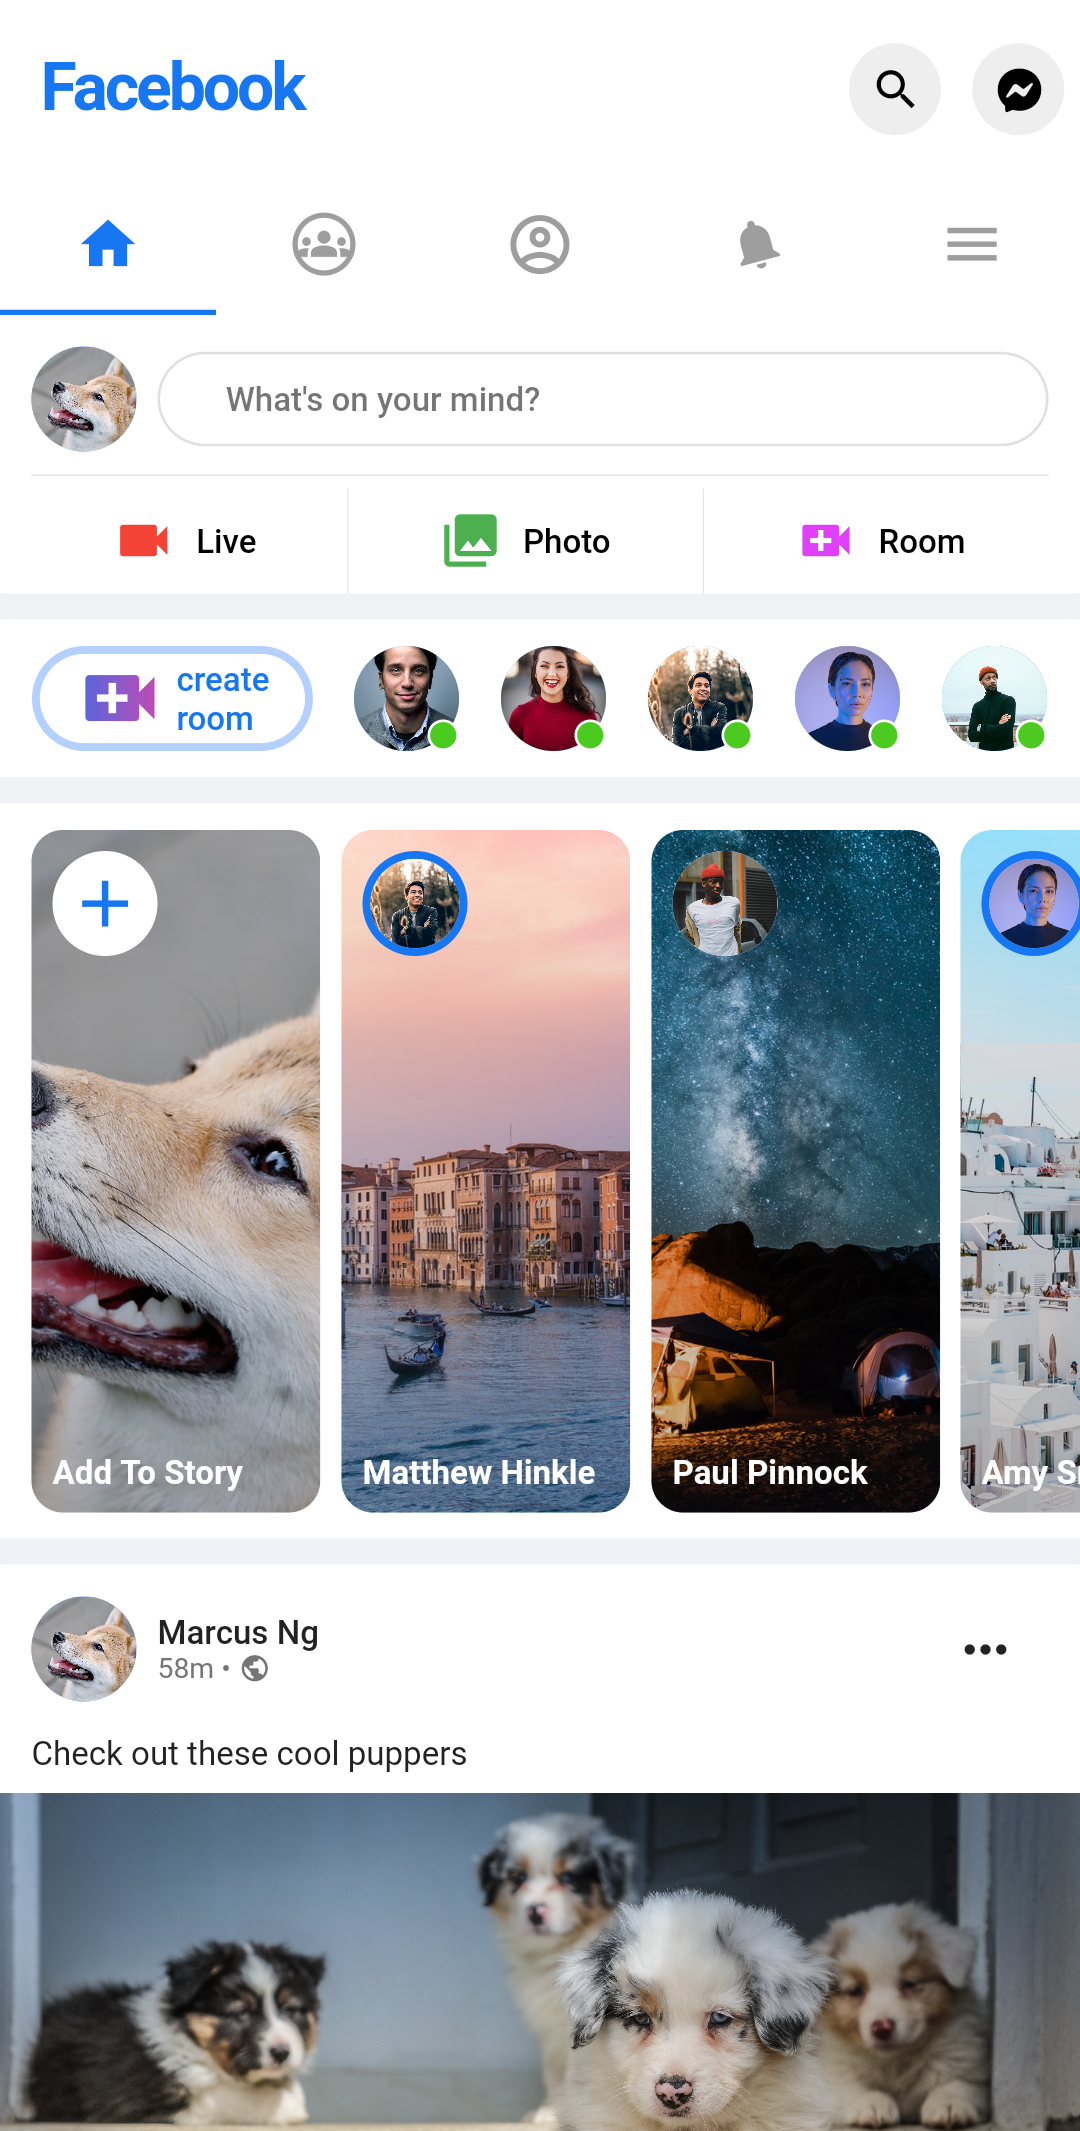 Facebook
What's on your mind?
Live
Photo
Room
create
room
Add To Story
Matthew Hinkle
Paul Pinnock
Amy
Marcus Ng
58m •
Check out these cool puppers